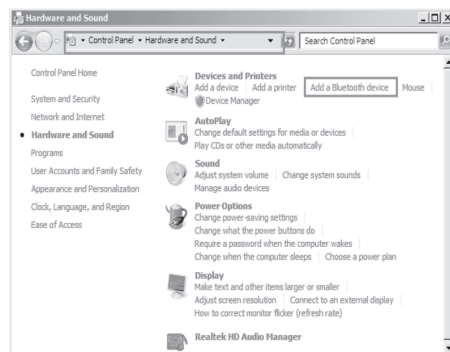 Hardware and Sound
Control Panel ▾ Hardware and Sound ▾
Search Control Panel
Control Panel Home
System and Security
Network and Internet
• Hardware and Sound
Programs
User Accounts and Family Safety
Appearance and Personalization
Clock, Language, and Region
Ease of Access
Devices and Printers
Add a device | Add a printer | Add a Bluetooth device | Mouse
Device Manager
AutoPlay
Change default settings for media or devices
Play CDs or other media automatically
Sound
Adjust system volume | Change system sounds
Manage audio devices
Power Options
Change power-saving settings
Change what the power buttons do
Require a password when the computer wakes
Change when the computer sleeps | Choose a power plan
Display
Make text and other items larger or smaller
Adjust screen resolution | Connect to an external display
How to correct monitor flicker (refresh rate)
Realtek HD Audio Manager